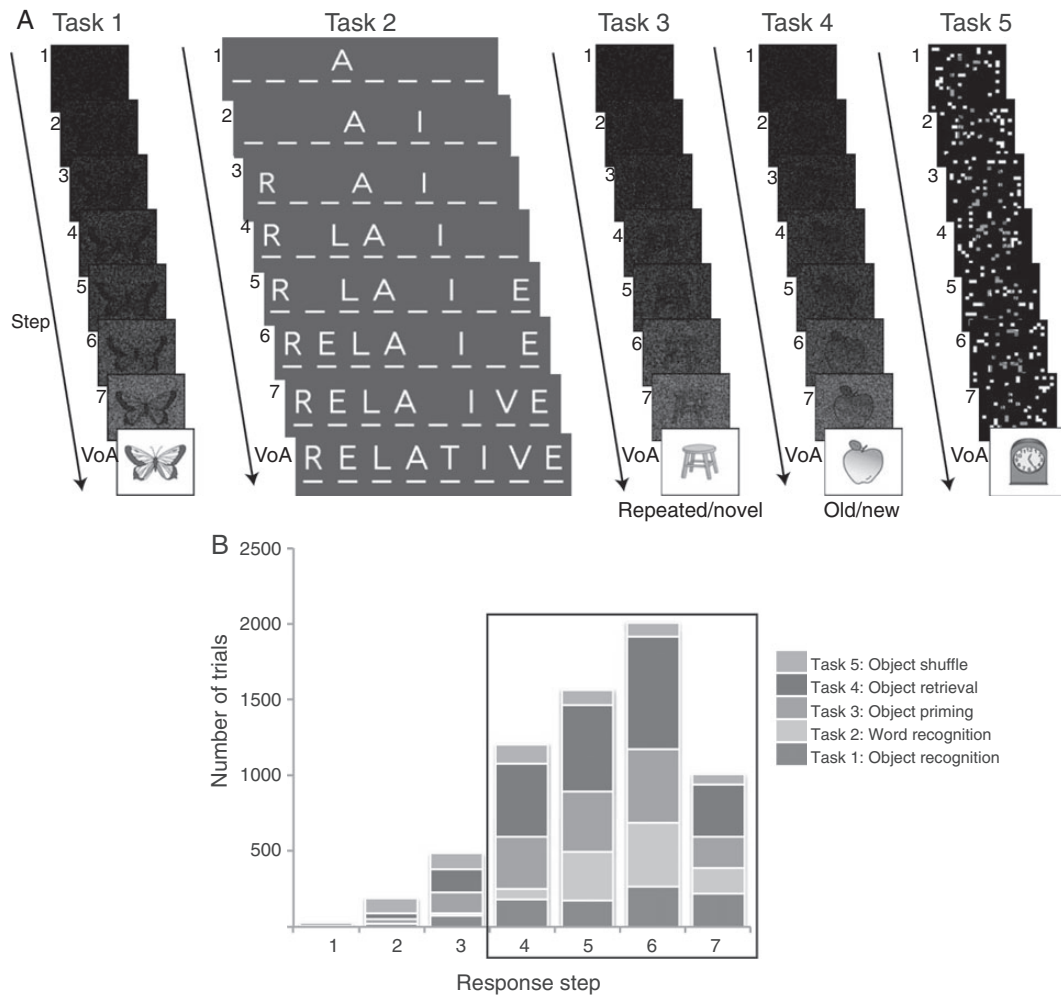 A
Task 1
Task 2
Task 3
Task 4
Task 5
Step
1
2
3
4
5
6
7
VoA
1
A
2
A I
3
R A I
4
R LA I
5
R LA I E
6
RELA I E
7
RELA IVE
VoA
RELATIVE
1
2
3
4
5
6
7
VoA
Repeated/novel
1
2
3
4
5
6
7
VoA
Old/new
1
2
3
4
5
6
7
VoA
B
Number of trials
2500
2000
1500
1000
500
1 2 3 4 5 6 7
Response step
Task 5: Object shuffle
Task 4: Object retrieval
Task 3: Object priming
Task 2: Word recognition
Task 1: Object recognition